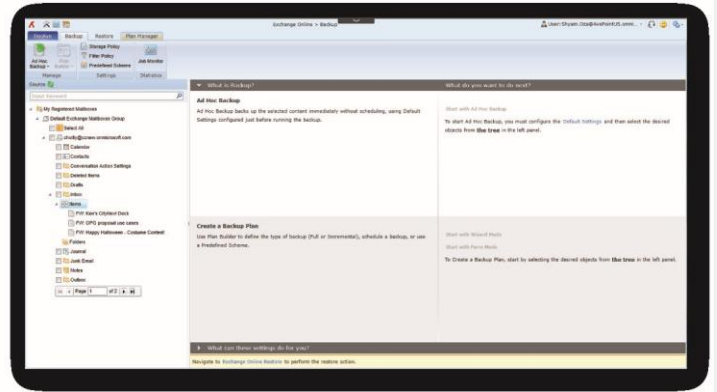 Exchange Online > Backup
Backup
Restore
Plan Manager
Storage Policy
Filter Policy
Predefined Scheme
Ad Hoc
Backup
Plan
Job Monitor
Manage
Settings
Statistics
Source
My Registered Mailboxes
Default Exchange Mailboxes Group
Select All
Calendar
Contacts
Conversation Action Settings
Deleted Items
Drafts
Inbox
Items
FW: Ken's CityNext Deck
FW: GPG proposal use cases
FW: Happy Halloween - Costume Contest
Folders
Journal
Junk Email
Notes
Outbox
Page 1 of 2
What is Backup?
What do you want to do next?
Ad Hoc Backup
Ad Hoc Backup backs up the selected content immediately without scheduling, using Default
Settings configured just before running the backup.
Start with Ad Hoc Backup
To start Ad Hoc Backup, you must configure the Default Settings and then select the desired
objects from the tree in the left panel.
Create a Backup Plan
Use Plan Builder to define the type of backup (Full or Incremental), schedule a backup, or use
a Predefined Scheme.
Start with Wizard Mode
Start with Form Mode
To Create a Backup Plan, start by selecting the desired objects from the tree in the left panel.
What can these settings do for you?
Navigate to Exchange Online Restore to perform the restore action.